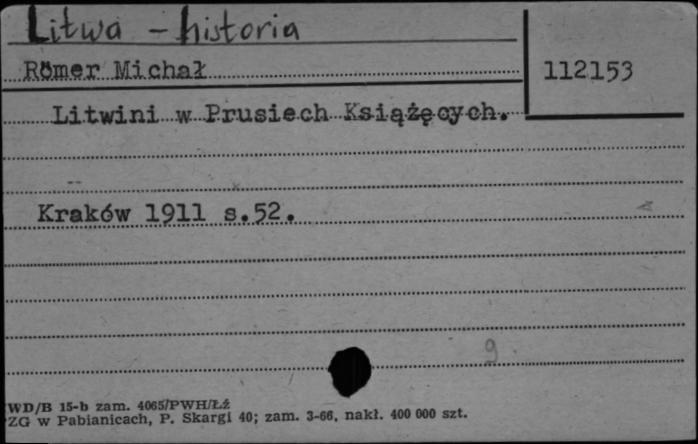 Litwa – historia
Römer Michał
112153
Litwini w Prusiech Książęcych.
Kraków 1911 s.52.
9
WD/B 15-b zam. 4065/PWH/Łź
ZG w Pabianicach, P. Skargi 40; zam. 3-66, nakł. 400 000 szt.